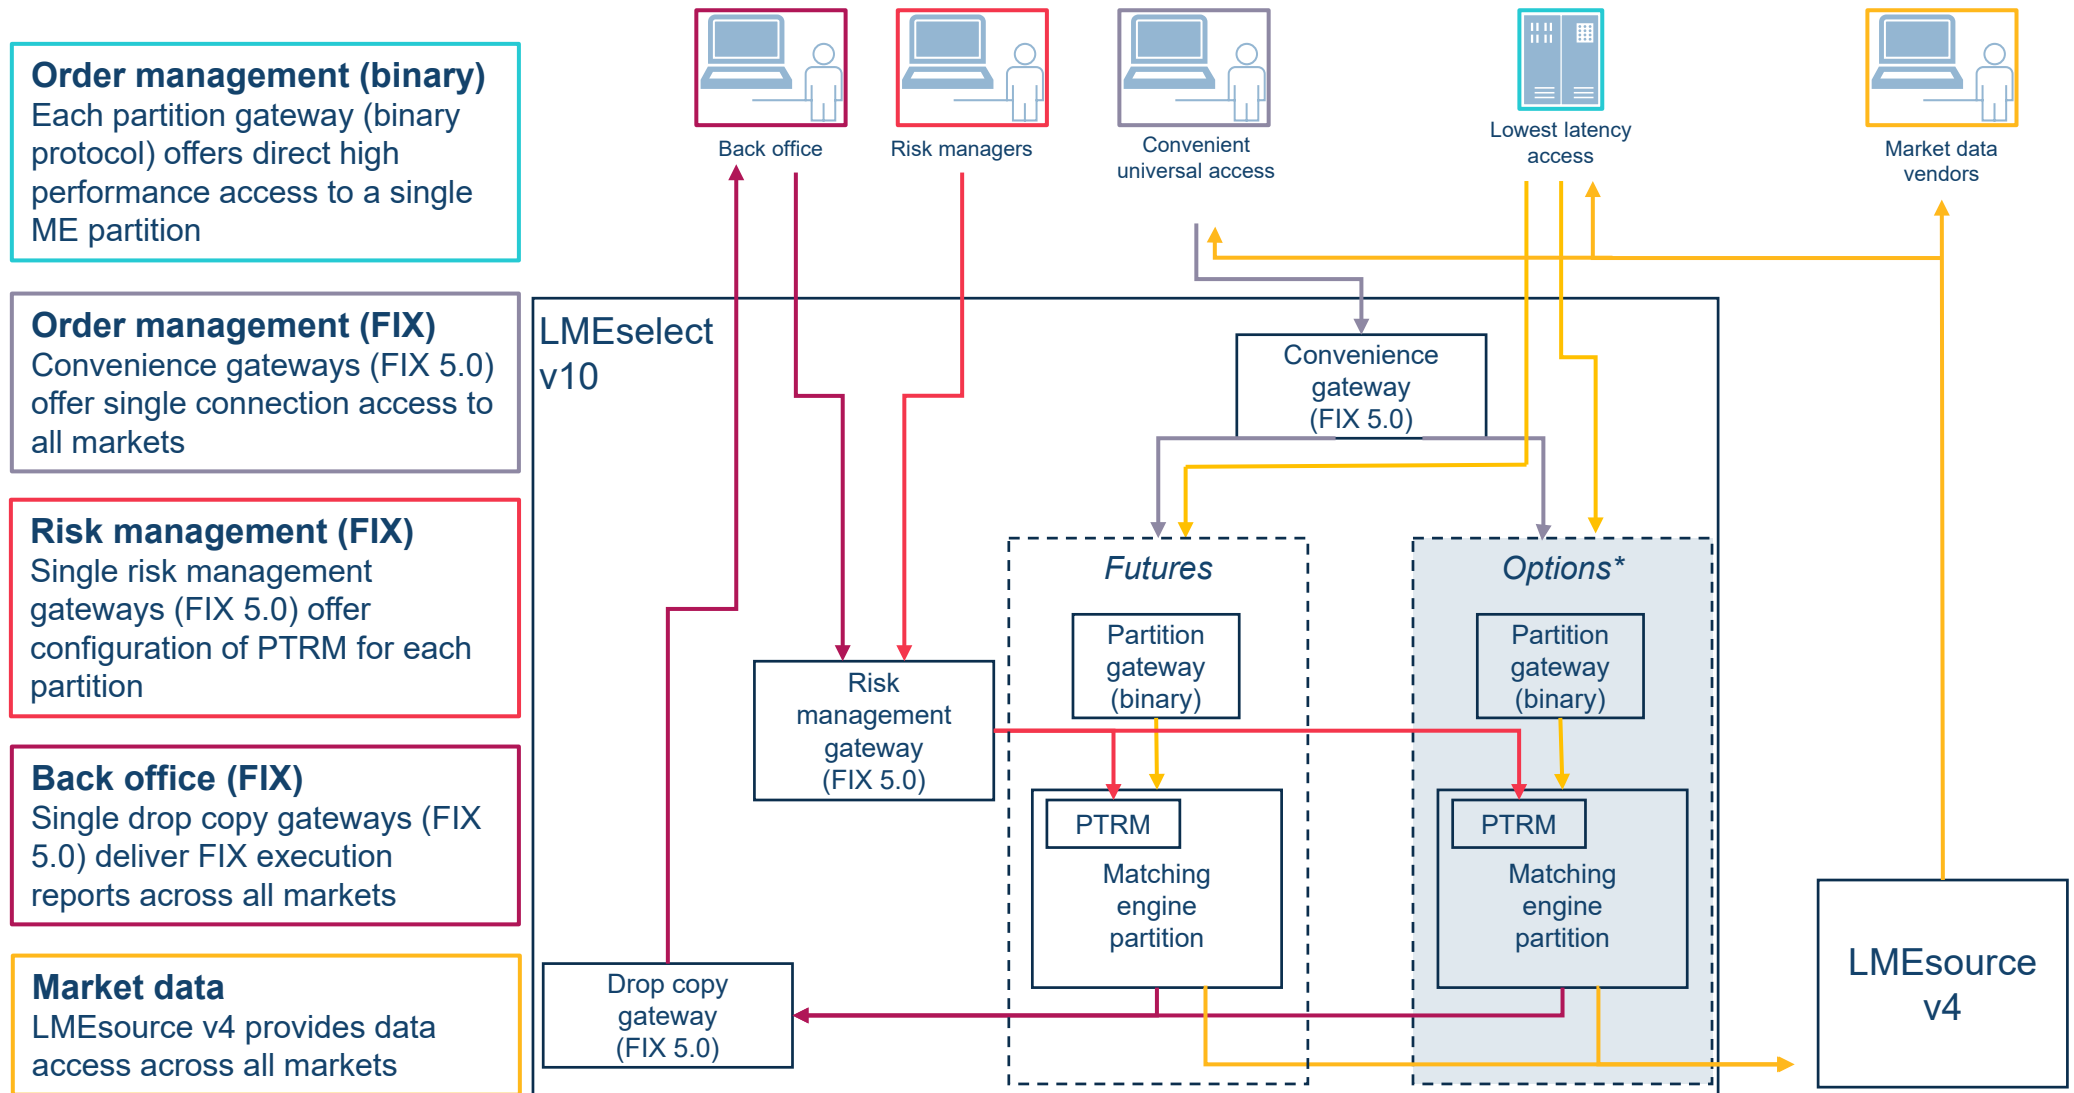 Order management (binary)
Each partition gateway (binary
protocol) offers direct high
performance access to a single
ME partition
Order management (FIX)
Convenience gateways (FIX 5.0)
offer single connection access to
all markets
Risk management (FIX)
Single risk management
gateways (FIX 5.0) offer
configuration of PTRM for each
partition
Back office (FIX)
Single drop copy gateways (FIX
5.0) deliver FIX execution
reports across all markets
Market data
LMEsource v4 provides data
access across all markets
Back office
Risk managers
Convenient
universal access
Lowest latency
access
Market data
vendors
LMEselect
v10
Convenience
gateway
(FIX 5.0)
Risk
management
gateway
(FIX 5.0)
Drop copy
gateway
(FIX 5.0)
Futures
Partition
gateway
(binary)
PTRM
Matching
engine
partition
Options*
Partition
gateway
(binary)
PTRM
Matching
engine
partition
LMEsource
v4